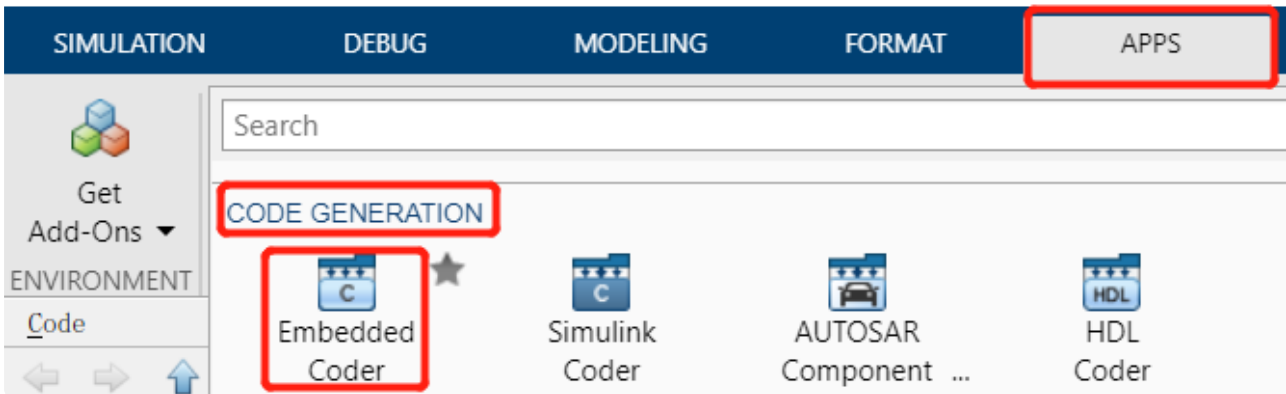 SIMULATION DEBUG MODELING FORMAT APPS
Search
Get
Add-Ons
ENVIRONMENT
Code
CODE GENERATION
C C HDL
Embedded Simulink AUTOSAR HDL
Coder Coder Component ... Coder